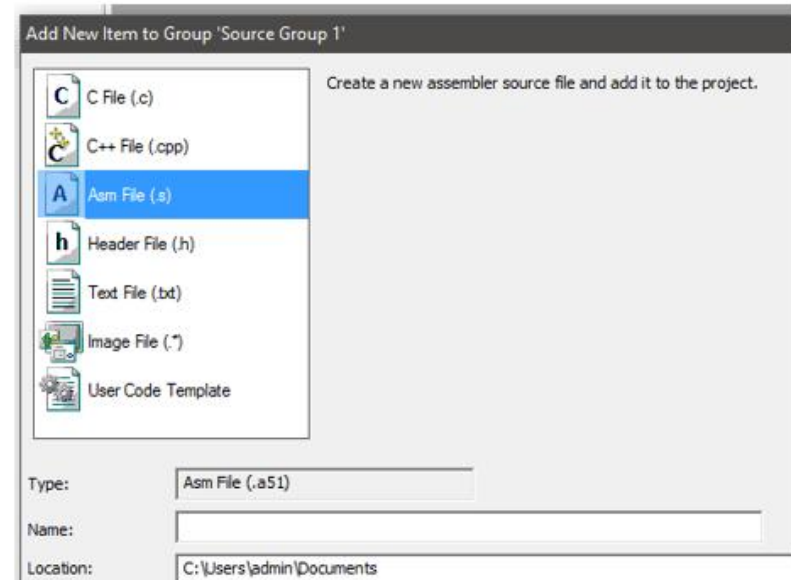 Add New Item to Group 'Source Group 1'
C File (.c)
Create a new assembler source file and add it to the project.
C++ File (.cpp)
Asm File (.s)
Header File (.h)
Text File (.txt)
Image File (.*)
User Code Template
Type:
Asm File (.a51)
Name:
Location:
C:\Users\admin\Documents